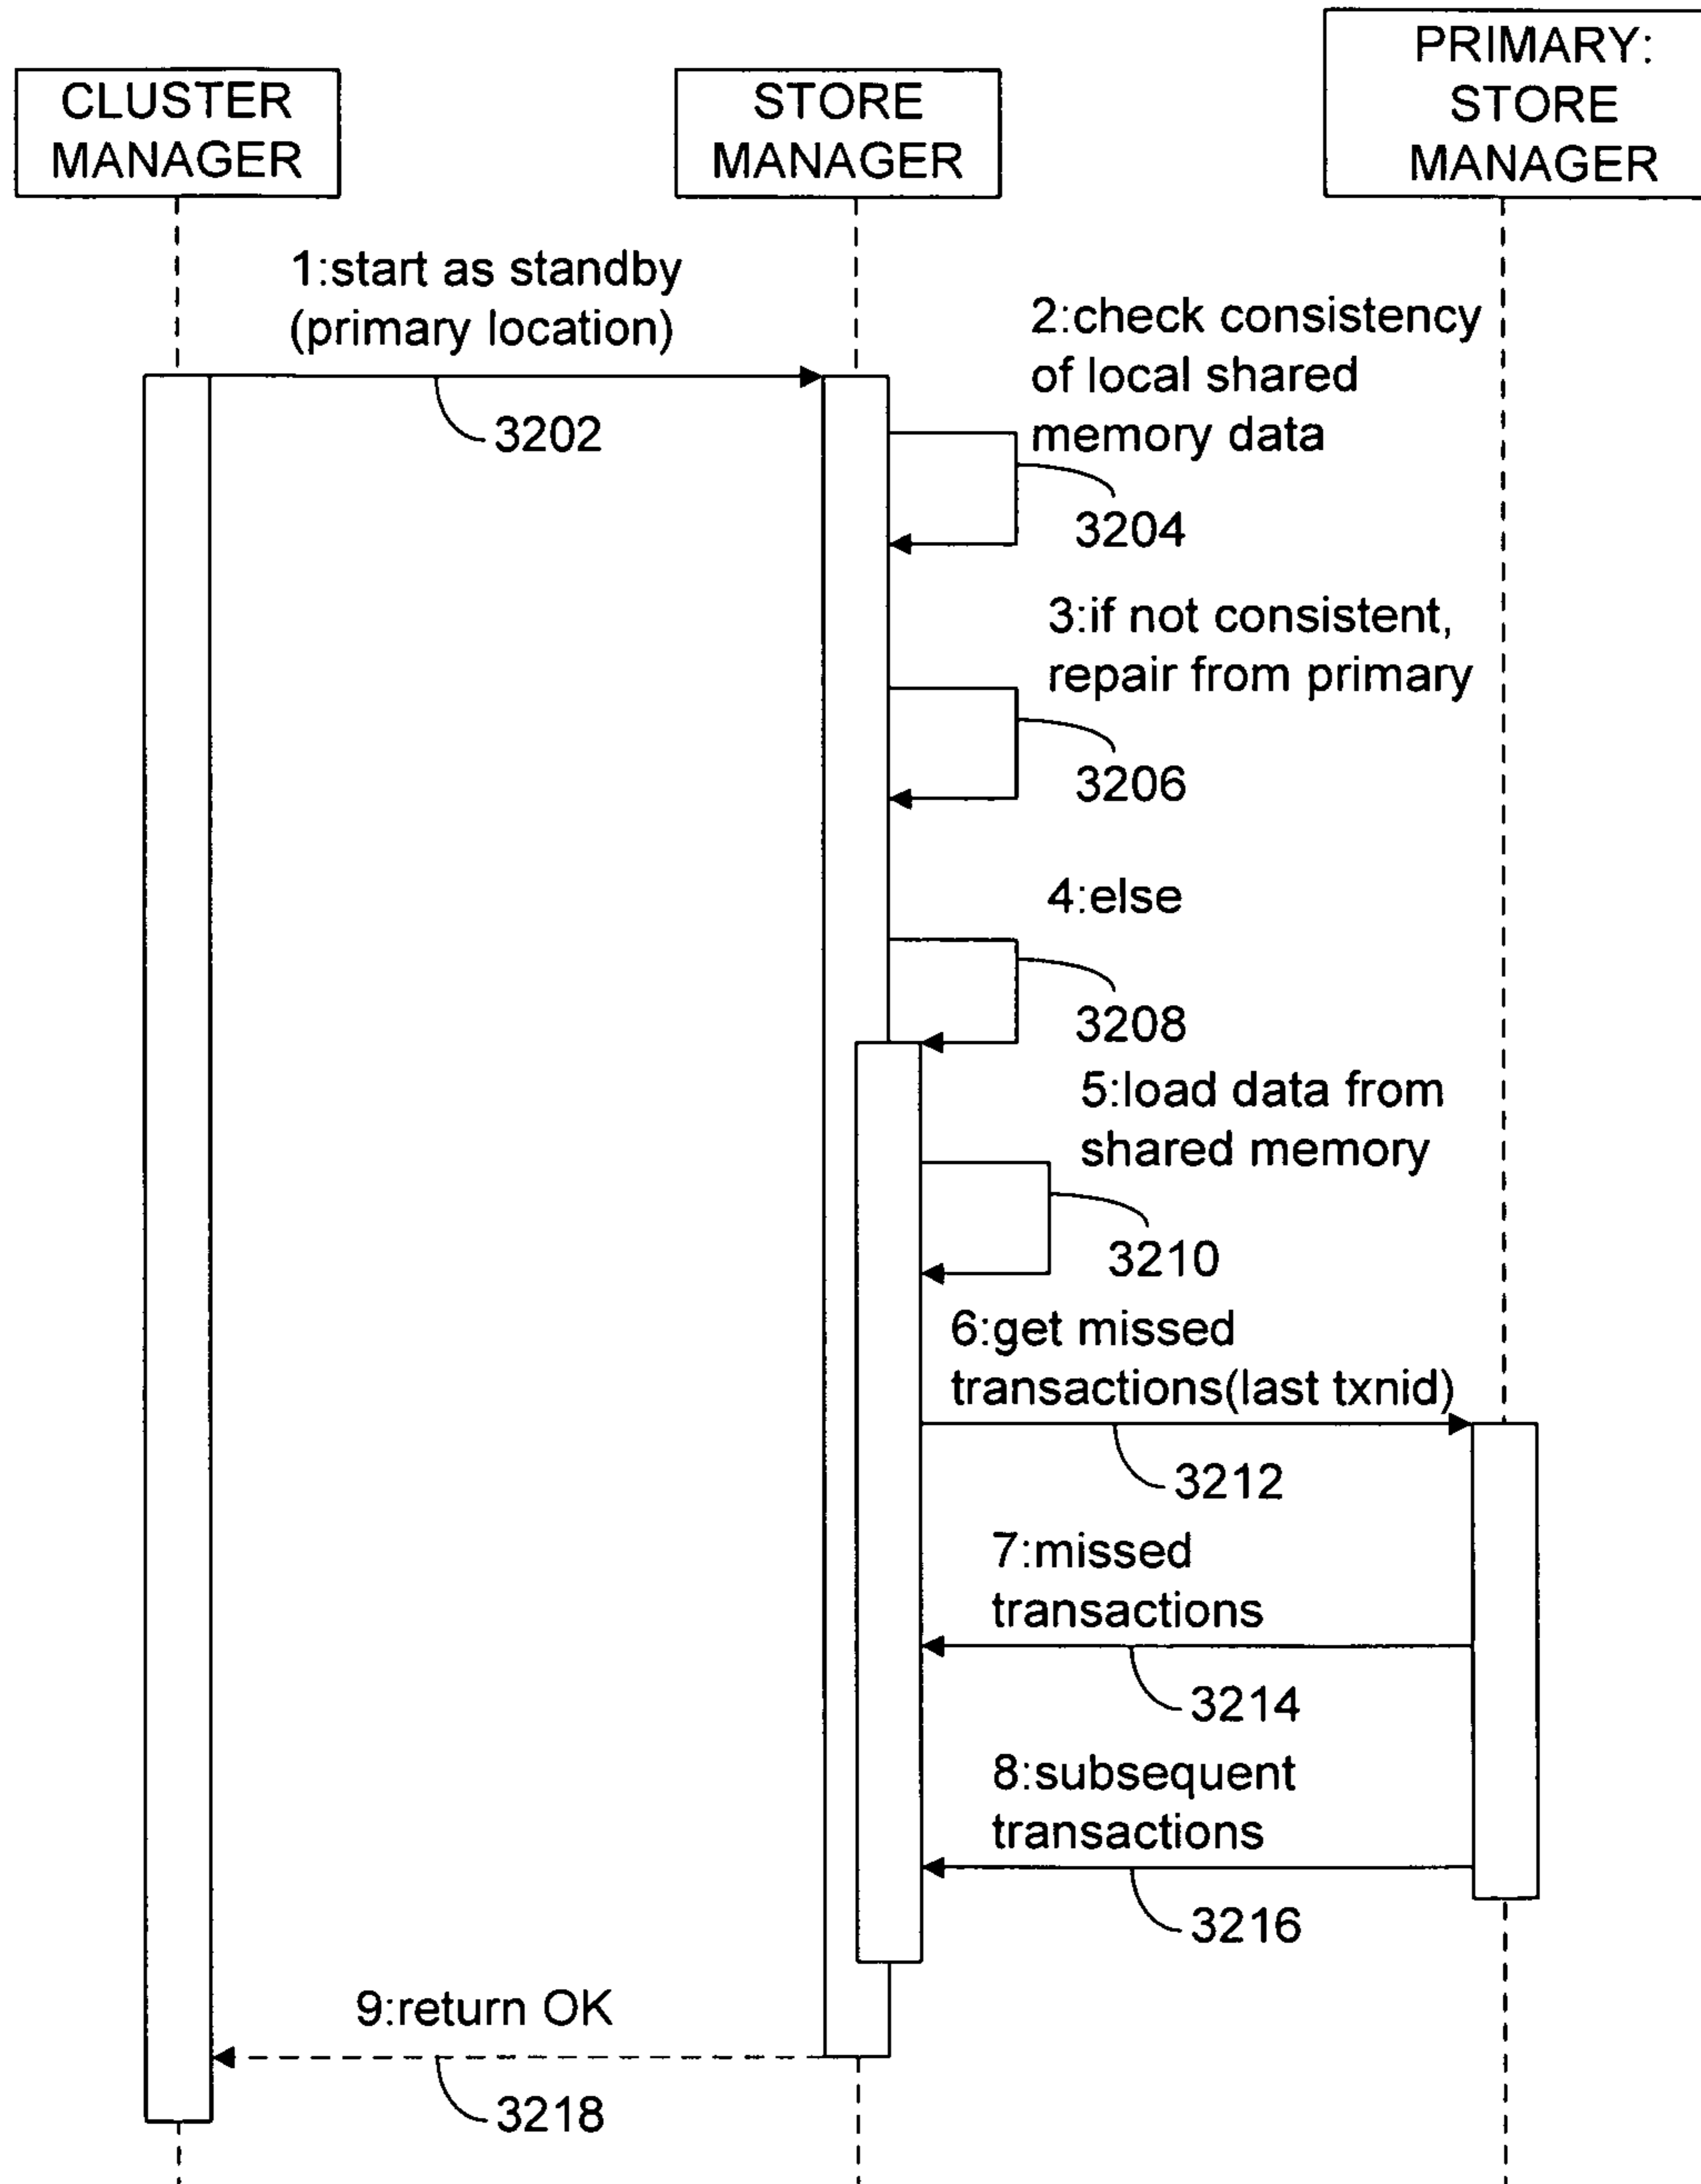 CLUSTER
MANAGER
STORE
MANAGER
PRIMARY:
STORE
MANAGER
1:start as standby
(primary location)
3202
2:check consistency
of local shared
memory data
3204
3:if not consistent,
repair from primary
3206
4:else
3208
5:load data from
shared memory
3210
6:get missed
transactions(last txnid)
3212
7:missed
transactions
3214
8:subsequent
transactions
3216
9:return OK
3218